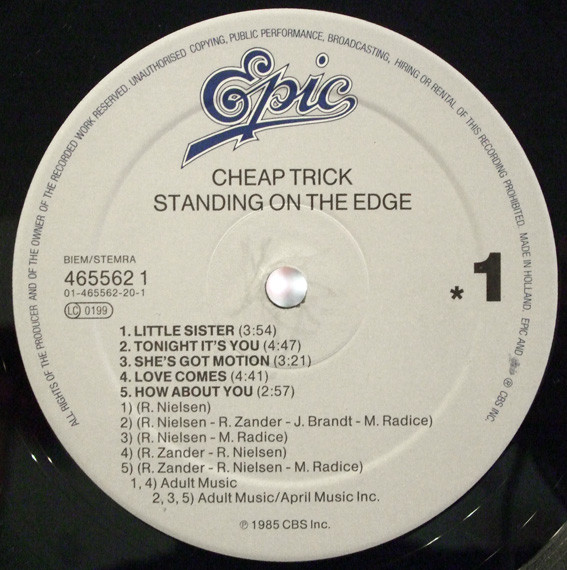 ALL RIGHTS OF THE PRODUCER AND OF THE OWNER OF THE RECORDED WORK RESERVED. UNAUTHORISED COPYING, PUBLIC PERFORMANCE, BROADCASTING, HIRING OR RENTAL OF THIS RECORDING PROHIBITED. MADE IN HOLLAND. EPIC AND ® CBS INC.
Epic
CHEAP TRICK
STANDING ON THE EDGE
BIEM/STEMRA
465562 1
01-465562-20-1
LC 0199
* 1
1. LITTLE SISTER (3:54)
2. TONIGHT IT'S YOU (4:47)
3. SHE'S GOT MOTION (3:21)
4. LOVE COMES (4:41)
5. HOW ABOUT YOU (2:57)
1) (R. Nielsen)
2) (R. Nielsen - R. Zander - J. Brandt - M. Radice)
3) (R. Nielsen - M. Radice)
4) (R. Zander - R. Nielsen)
5) (R. Zander - R. Nielsen - M. Radice)
1, 4) Adult Music
2, 3, 5) Adult Music/April Music Inc.
℗ 1985 CBS Inc.